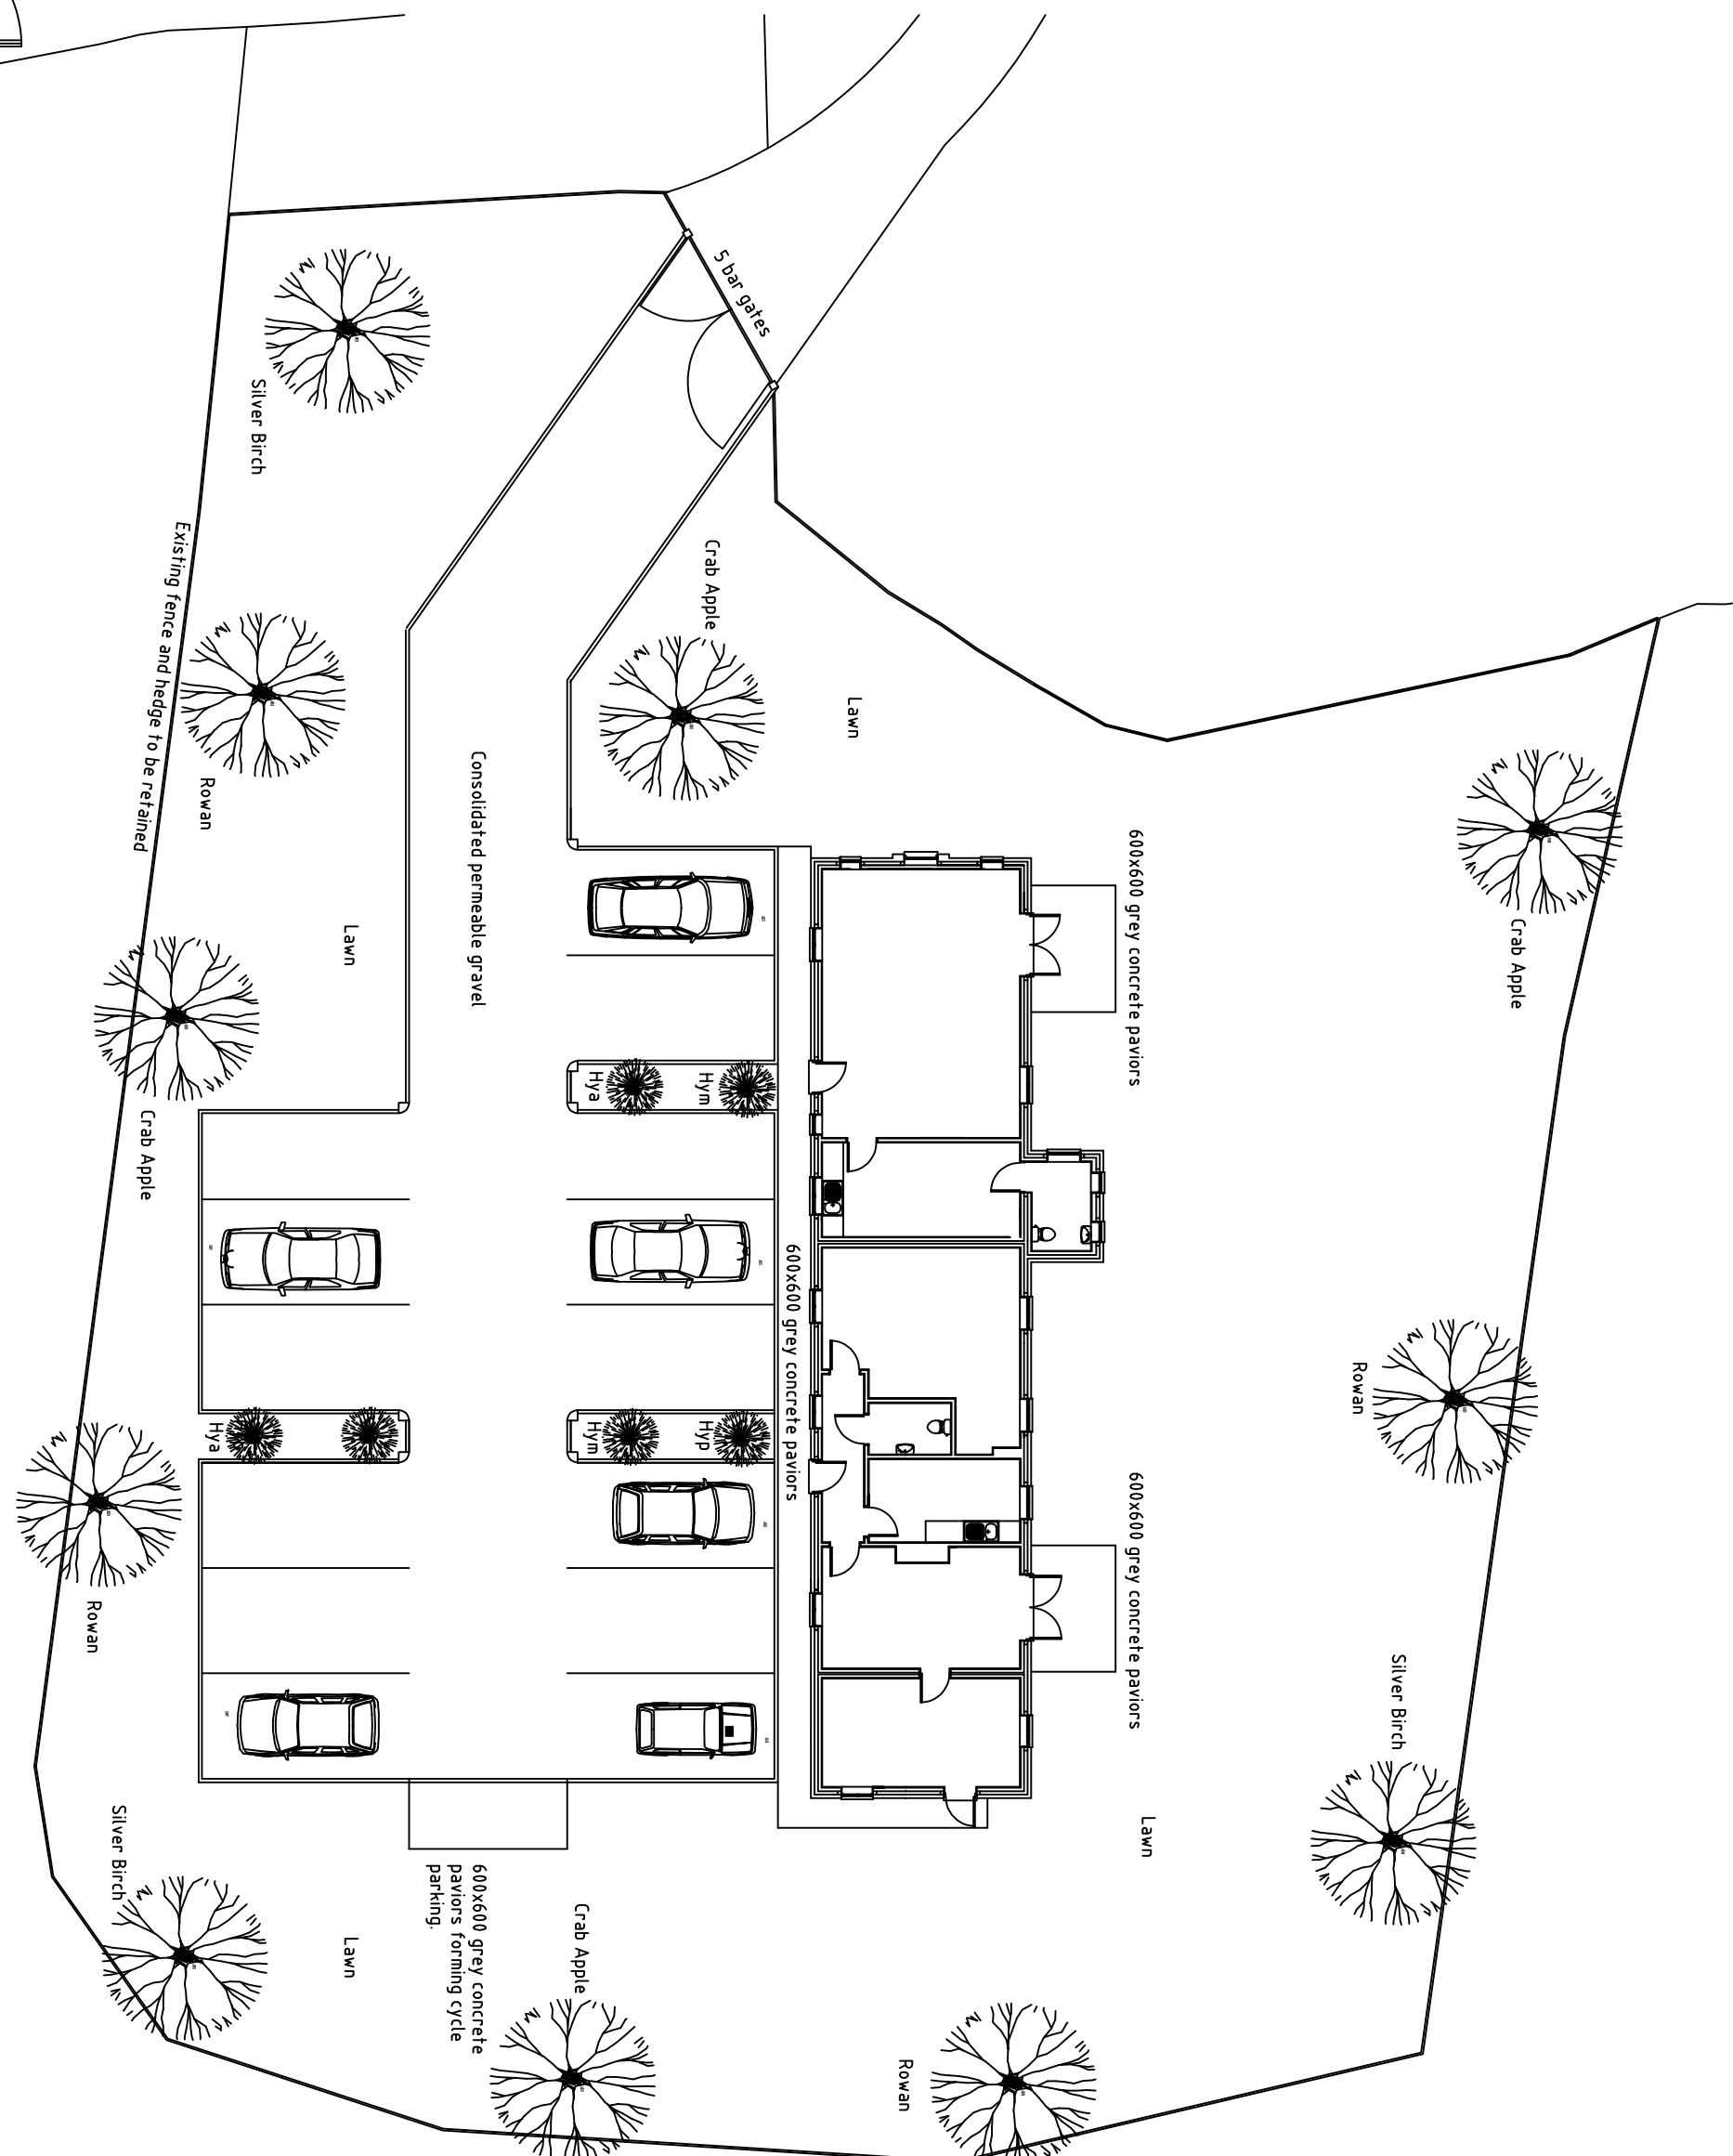 5 bar gates
Silver Birch
Existing fence and hedge to be retained
Crab Apple
Rowan
Lawn
Consolidated permeable gravel
600x600 grey concrete paviors
Crab Apple
Lawn
Hya
Hym
Crab Apple
600x600 grey concrete paviors
Rowan
Hya
Hym
Hyp
600x600 grey concrete paviors
Rowan
Silver Birch
Silver Birch
Lawn
600x600 grey concrete
paviors forming cycle
parking.
Crab Apple
Lawn
Rowan